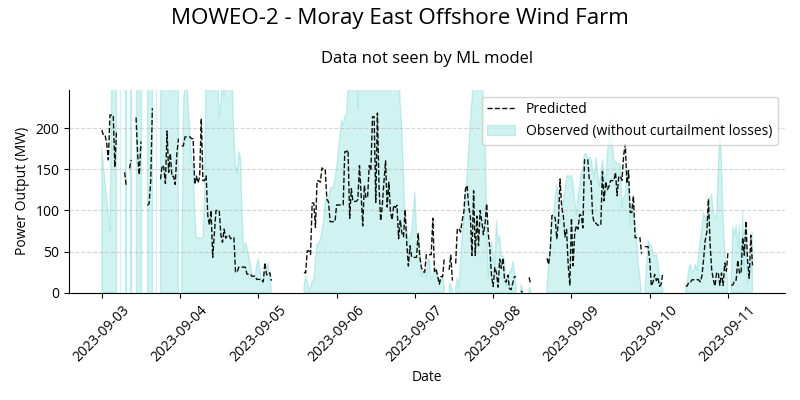 MOWEO-2 - Moray East Offshore Wind Farm
Data not seen by ML model
Predicted
Observed (without curtailment losses)
Power Output (MW)
200
150
100
50
0
2023-09-03
2023-09-04
2023-09-05
2023-09-06
2023-09-07
2023-09-08
2023-09-09
2023-09-10
2023-09-11
Date